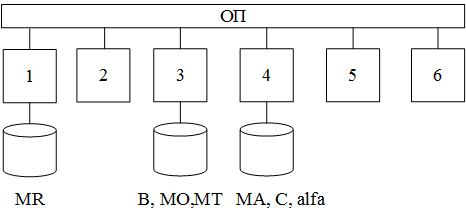 ОП
1 2 3 4 5 6
MR B, MO,MT MA, C, alfa